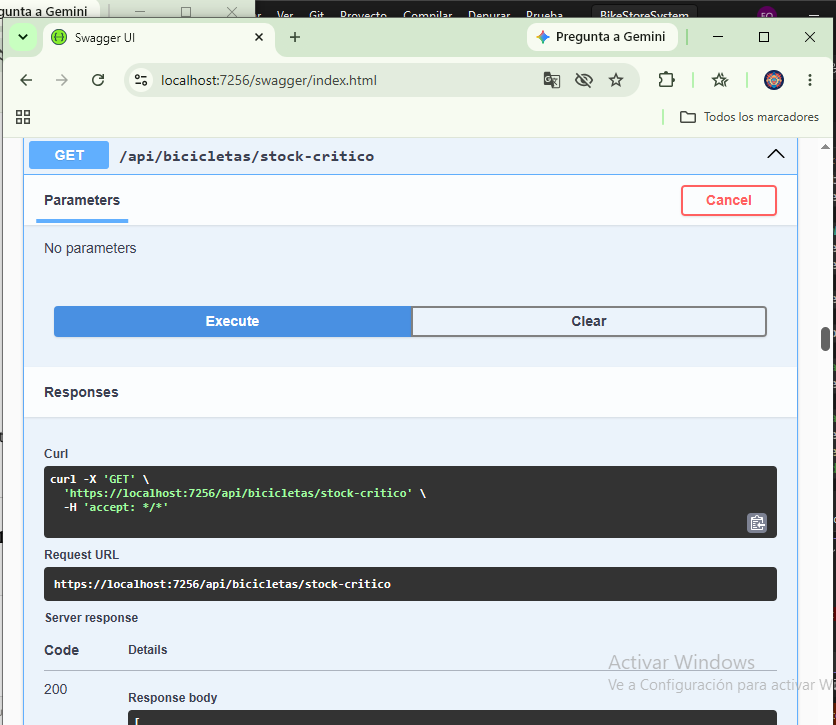 gunta a Gemini
Ver Git Proyecto Compilar Depurar Prueba BikeStoreSystem
Swagger UI
Pregunta a Gemini
localhost:7256/swagger/index.html
Todos los marcadores
GET /api/bicicletas/stock-critico
Parameters
Cancel
No parameters
Execute
Clear
Responses
Curl
curl -X 'GET' \
'https://localhost:7256/api/bicicletas/stock-critico' \
-H 'accept: */*'
Request URL
https://localhost:7256/api/bicicletas/stock-critico
Server response
Code Details
Activar Windows
Ve a Configuración para activar Wi
200
Response body
[